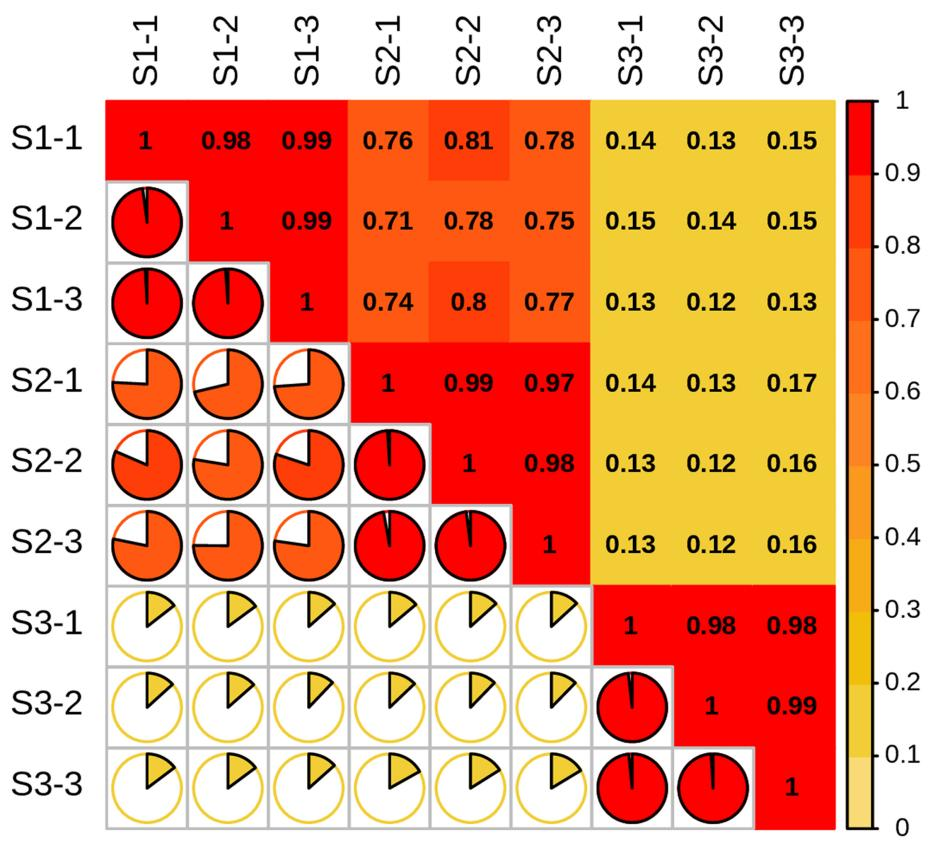 S1-1 S1-2 S1-3 S2-1 S2-2 S2-3 S3-1 S3-2 S3-3
S1-1 1 0.98 0.99 0.76 0.81 0.78 0.14 0.13 0.15
S1-2 1 0.99 0.71 0.78 0.75 0.15 0.14 0.15
S1-3 1 0.74 0.8 0.77 0.13 0.12 0.13
S2-1 1 0.99 0.97 0.14 0.13 0.17
S2-2 1 0.98 0.13 0.12 0.16
S2-3 1 0.13 0.12 0.16
S3-1 1 0.98 0.98
S3-2 1 0.99
S3-3 1
1
0.9
0.8
0.7
0.6
0.5
0.4
0.3
0.2
0.1
0